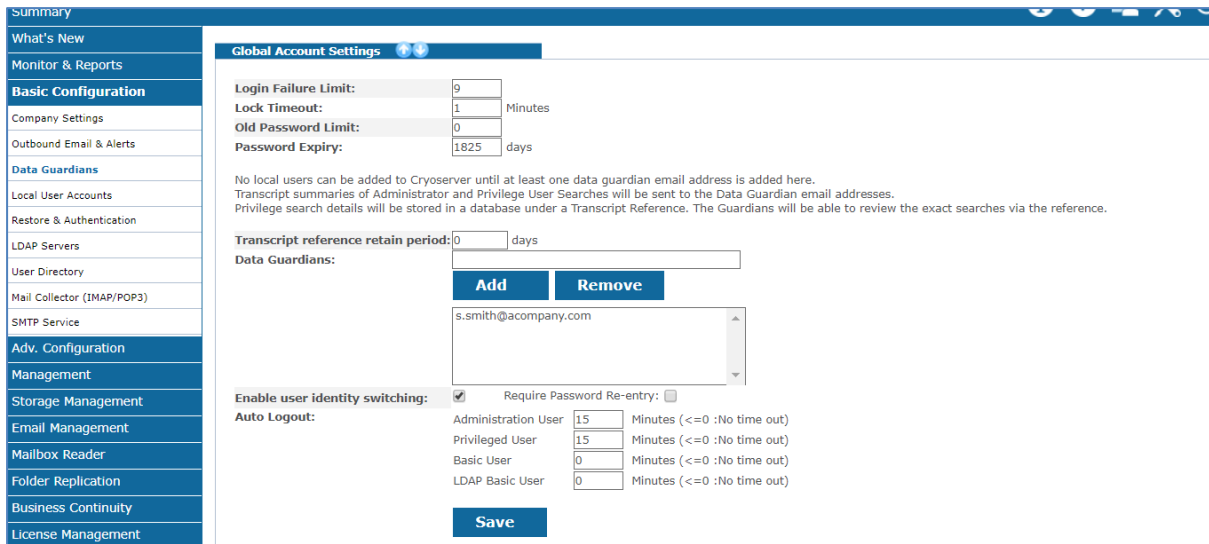 Summary
What's New
Monitor & Reports
Basic Configuration
Company Settings
Outbound Email & Alerts
Data Guardians
Local User Accounts
Restore & Authentication
LDAP Servers
User Directory
Mail Collector (IMAP/POP3)
SMTP Service
Adv. Configuration
Management
Storage Management
Email Management
Mailbox Reader
Folder Replication
Business Continuity
License Management
Global Account Settings
Login Failure Limit: 9
Lock Timeout: 1 Minutes
Old Password Limit: 0
Password Expiry: 1825 days
No local users can be added to Cryoserver until at least one data guardian email address is added here.
Transcript summaries of Administrator and Privilege User Searches will be sent to the Data Guardian email addresses.
Privilege search details will be stored in a database under a Transcript Reference. The Guardians will be able to review the exact searches via the reference.
Transcript reference retain period: 0 days
Data Guardians:
Add Remove
s.smith@acompany.com
Enable user identity switching: Require Password Re-entry:
Auto Logout: Administration User 15 Minutes (<=0 :No time out)
Privileged User 15 Minutes (<=0 :No time out)
Basic User 0 Minutes (<=0 :No time out)
LDAP Basic User 0 Minutes (<=0 :No time out)
Save